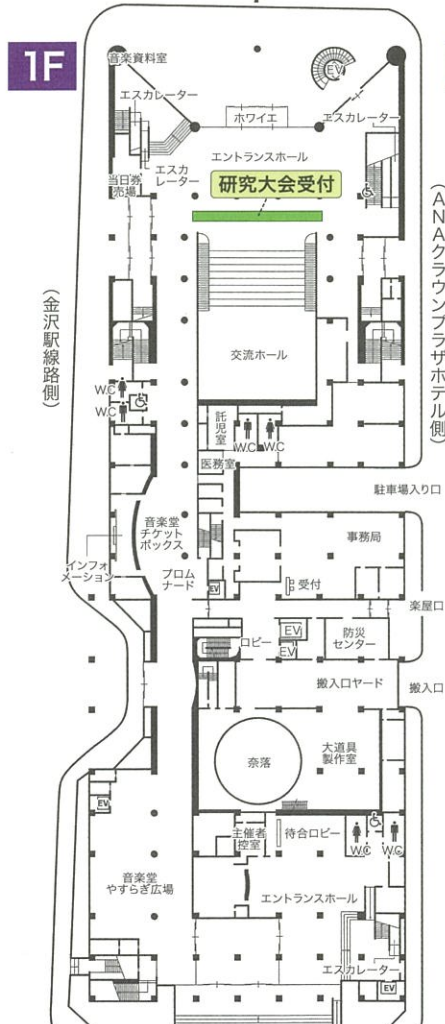 1F
音楽資料室
EV
エスカレーター
ホワイエ
エスカレーター
エントランスホール
エスカ
レーター
当日券
売場
研究大会受付
(ANAクラウンプラザホテル側)
(金沢駅線路側)
交流ホール
W.C
W.C
託児室
W.C
W.C
医務室
駐車場入り口
音楽堂
チケット
ボックス
事務局
インフォ
メーション
プロム
ナード
EV
受付
楽屋口
ロビー
EV
EV
防災
センター
搬入口ヤード
搬入口
奈落
大道具
製作室
EV
主催者
控室
待合ロビー
W.C
W.C
音楽堂
やすらぎ広場
エントランスホール
エスカレーター
EV